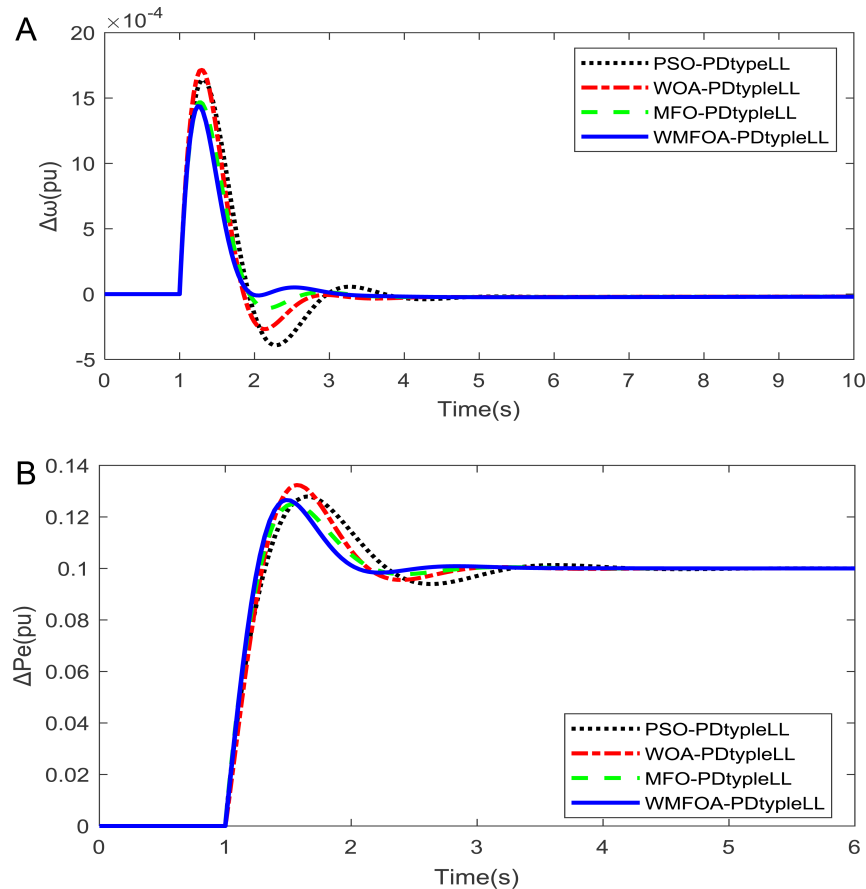 A
×10⁻⁴
20
15
10
5
0
-5
Δω(pu)
PSO-PDtypeLL
WOA-PDtypleLL
MFO-PDtypleLL
WMFOA-PDtypleLL
0 1 2 3 4 5 6 7 8 9 10
Time(s)
B
0.14
0.12
0.1
0.08
0.06
0.04
0.02
0
ΔPe(pu)
PSO-PDtypleLL
WOA-PDtypleLL
MFO-PDtypleLL
WMFOA-PDtypleLL
0 1 2 3 4 5 6
Time(s)